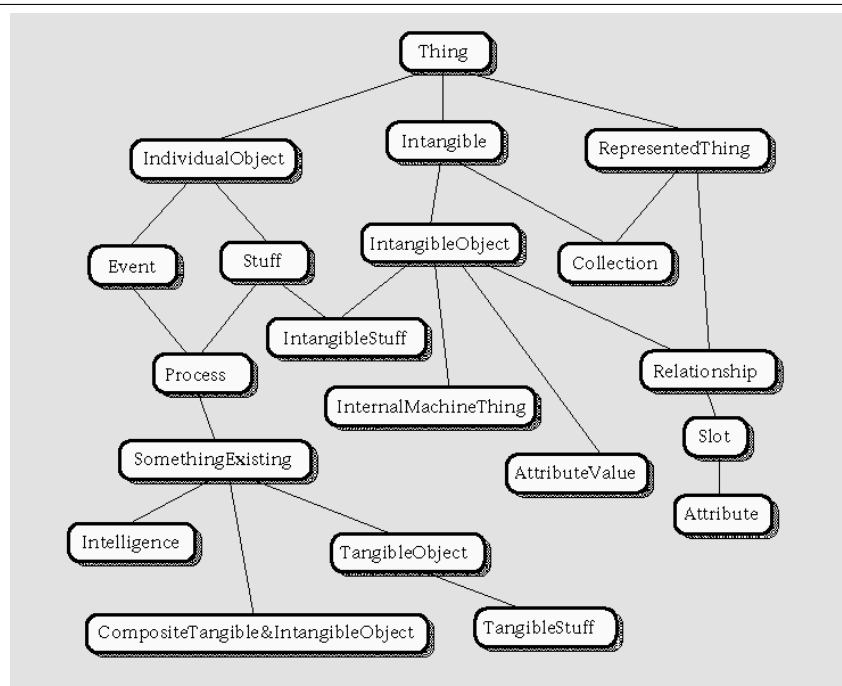 Thing
IndividualObject
Intangible
RepresentedThing
Event
Stuff
IntangibleObject
Collection
IntangibleStuff
Process
InternalMachineThing
Relationship
SomethingExisting
AttributeValue
Slot
Intelligence
TangibleObject
Attribute
CompositeTangible&IntangibleObject
TangibleStuff